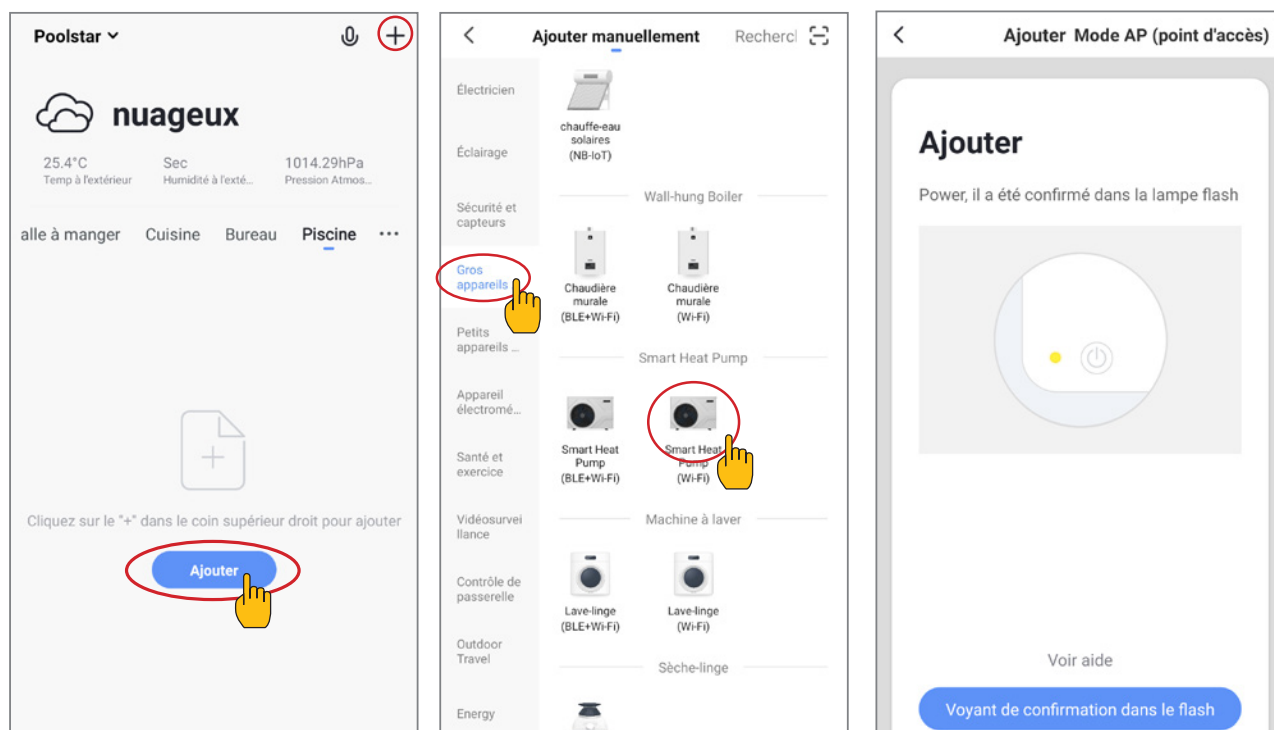 Poolstar
nuageux
25.4°C Sec 1014.29hPa
Temp à l'extérieur Humidité à l'exté... Pression Atmos...
alle à manger Cuisine Bureau Piscine ...
Cliquez sur le "+" dans le coin supérieur droit pour ajouter
Ajouter
Ajouter manuellement Recherc
Électricien
Éclairage
Sécurité et
capteurs
Gros
appareils
Petits
appareils ...
Appareil
électromé...
Santé et
exercice
Vidéosurvei
llance
Contrôle de
passerelle
Outdoor
Travel
Energy
chauffe-eau
solaires
(NB-IoT)
Wall-hung Boiler
Chaudière
murale
(BLE+Wi-Fi)
Chaudière
murale
(Wi-Fi)
Smart Heat Pump
Smart Heat
Pump
(BLE+Wi-Fi)
Smart Heat
Pump
(Wi-Fi)
Machine à laver
Lave-linge
(BLE+Wi-Fi)
Lave-linge
(Wi-Fi)
Sèche-linge
Ajouter Mode AP (point d'accès)
Ajouter
Power, il a été confirmé dans la lampe flash
Voir aide
Voyant de confirmation dans le flash